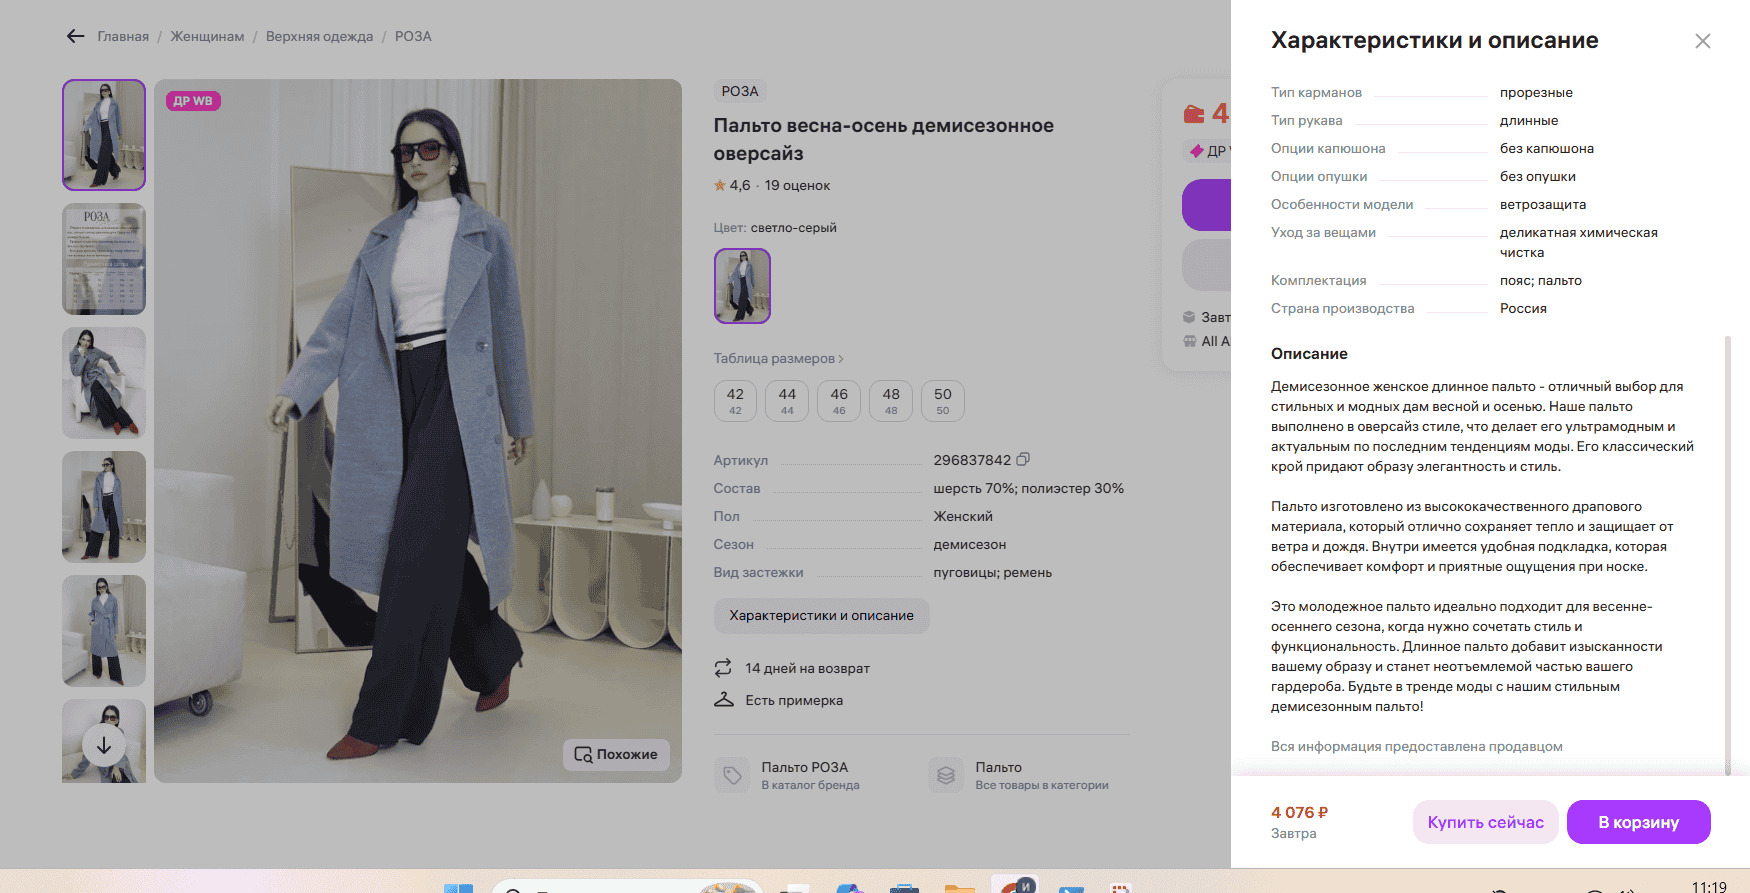 Главная / Женщинам / Верхняя одежда / РОЗА
ДР WB
РОЗА
Похожие
РОЗА
Пальто весна-осень демисезонное
оверсайз
4,6 · 19 оценок
Цвет: светло-серый
Таблица размеров
42 44 46 48 50
42 44 46 48 50
Артикул 296837842
Состав шерсть 70%; полиэстер 30%
Пол Женский
Сезон демисезон
Вид застежки пуговицы; ремень
Характеристики и описание
14 дней на возврат
Есть примерка
Пальто РОЗА
В каталог бренда
Пальто
Все товары в категории
4
ДР
Завт
All A
Характеристики и описание
Тип карманов прорезные
Тип рукава длинные
Опции капюшона без капюшона
Опции опушки без опушки
Особенности модели ветрозащита
Уход за вещами деликатная химическая
чистка
Комплектация пояс; пальто
Страна производства Россия
Описание
Демисезонное женское длинное пальто - отличный выбор для
стильных и модных дам весной и осенью. Наше пальто
выполнено в оверсайз стиле, что делает его ультрамодным и
актуальным по последним тенденциям моды. Его классический
крой придают образу элегантность и стиль.
Пальто изготовлено из высококачественного драпового
материала, который отлично сохраняет тепло и защищает от
ветра и дождя. Внутри имеется удобная подкладка, которая
обеспечивает комфорт и приятные ощущения при носке.
Это молодежное пальто идеально подходит для весенне-
осеннего сезона, когда нужно сочетать стиль и
функциональность. Длинное пальто добавит изысканности
вашему образу и станет неотъемлемой частью вашего
гардероба. Будьте в тренде моды с нашим стильным
демисезонным пальто!
Вся информация предоставлена продавцом
4 076 ₽
Завтра
Купить сейчас
В корзину
И
11:19